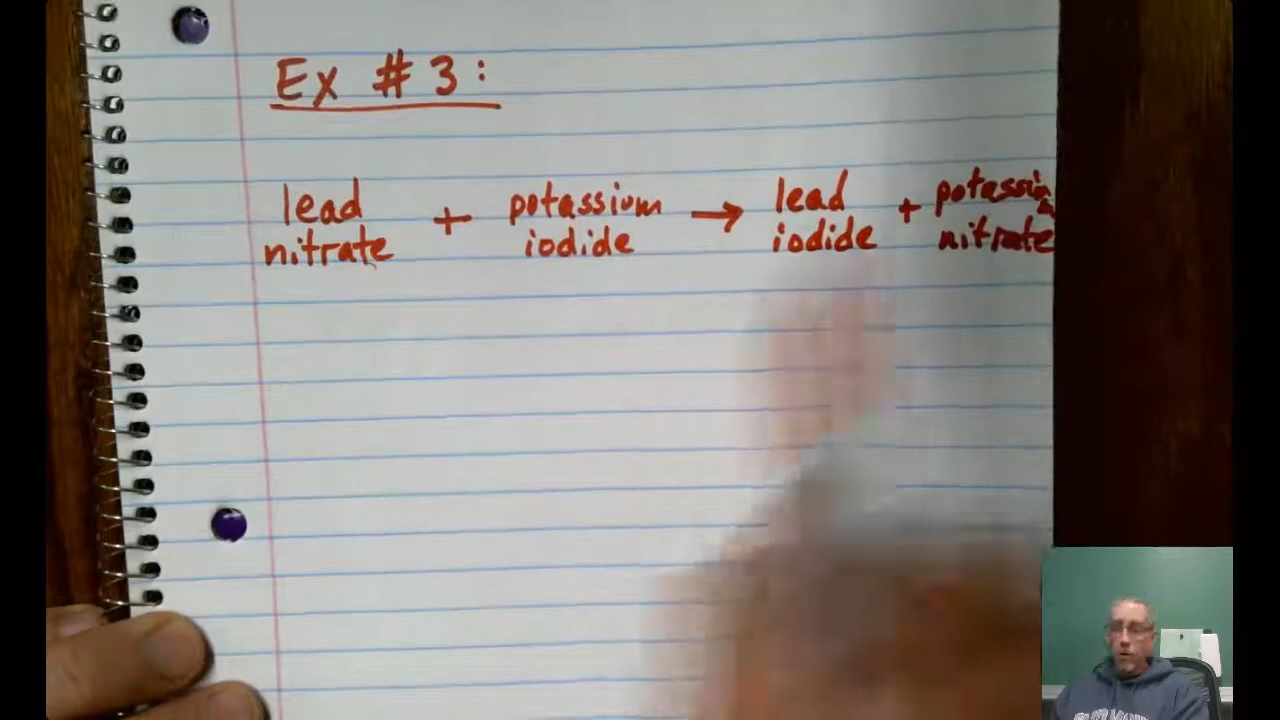 Ex #3:
lead + potassium → lead + potassium
nitrate iodide iodide nitrate